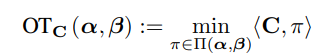 OT_C (α, β) := min_{π∈Π(α,β)} ⟨C, π⟩